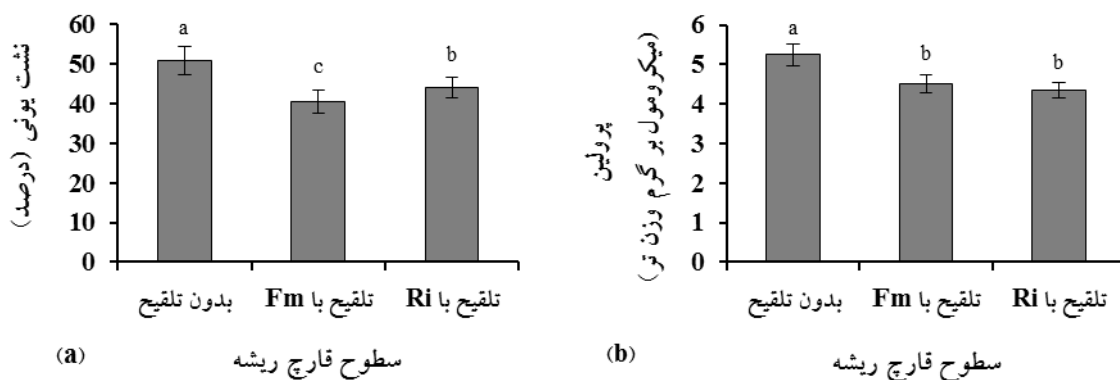 نشت یونی (درصد)
60
50
40
30
20
10
0
a
c
b
بدون تلقیح
تلقیح با Fm
تلقیح با Ri
سطوح قارچ ریشه
(a)
پرولین
(میکرومول بر گرم وزن تر)
6
5
4
3
2
1
0
a
b
b
بدون تلقیح
تلقیح با Fm
تلقیح با Ri
سطوح قارچ ریشه
(b)